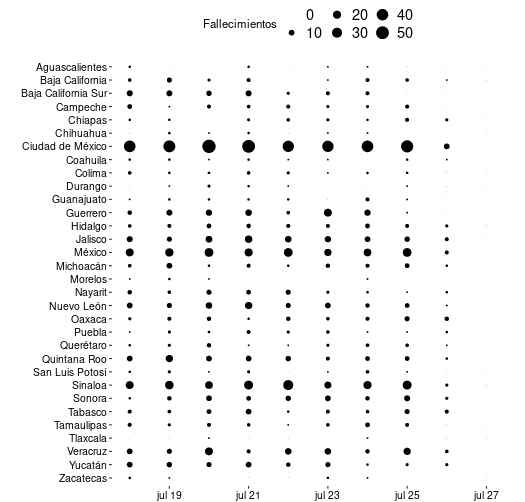 Fallecimientos
0 20 40
10 30 50
Aguascalientes
Baja California
Baja California Sur
Campeche
Chiapas
Chihuahua
Ciudad de México
Coahuila
Colima
Durango
Guanajuato
Guerrero
Hidalgo
Jalisco
México
Michoacán
Morelos
Nayarit
Nuevo León
Oaxaca
Puebla
Querétaro
Quintana Roo
San Luis Potosí
Sinaloa
Sonora
Tabasco
Tamaulipas
Tlaxcala
Veracruz
Yucatán
Zacatecas
jul 19 jul 21 jul 23 jul 25 jul 27